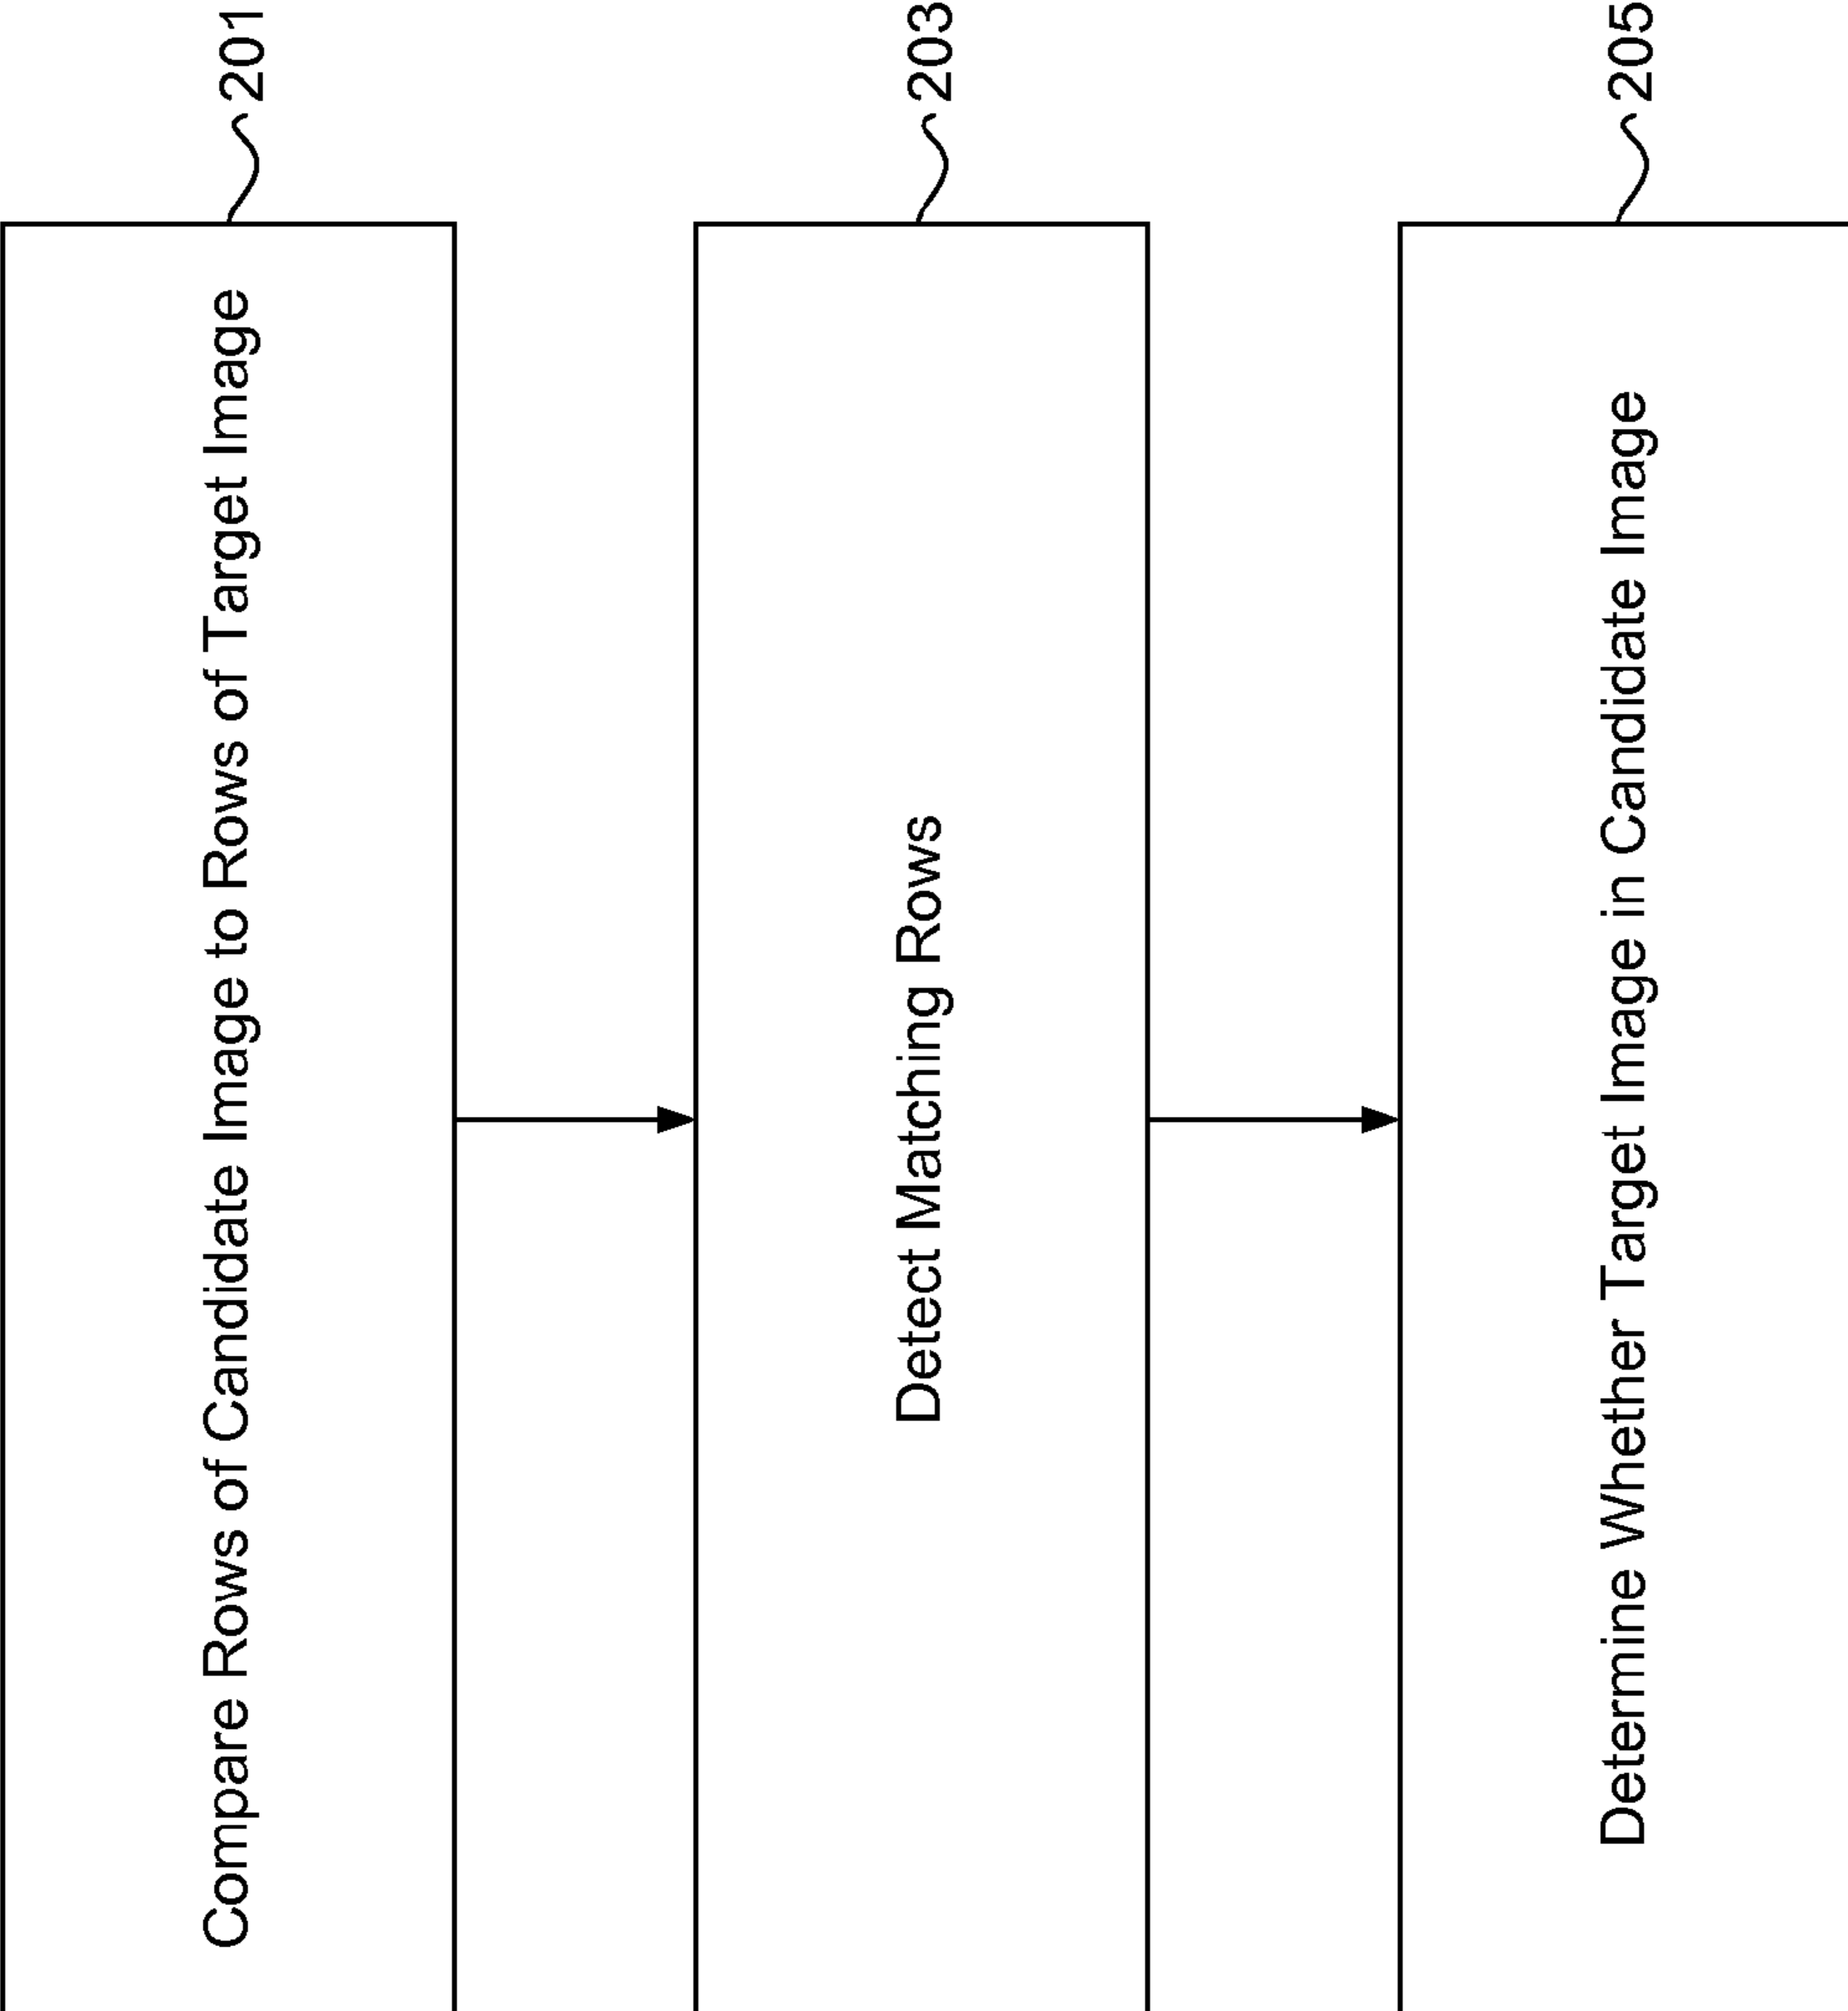 Compare Rows of Candidate Image to Rows of Target Image
201
Detect Matching Rows
203
Determine Whether Target Image in Candidate Image
205